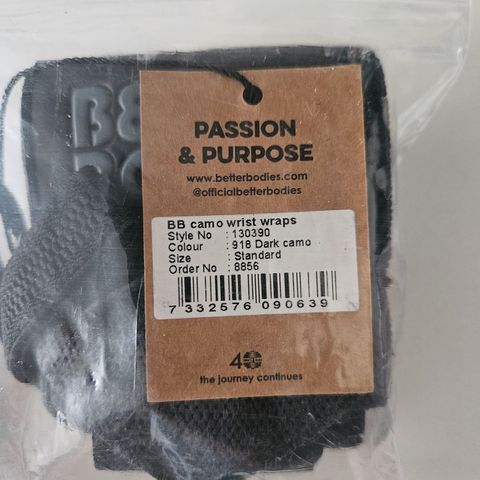 B&
PASSION
& PURPOSE
www.betterbodies.com
@officialbetterbodies
BB camo wrist wraps
Style No : 130390
Colour : 918 Dark camo
Size : Standard
Order No : 8856
7 332576 090639
40
the journey continues